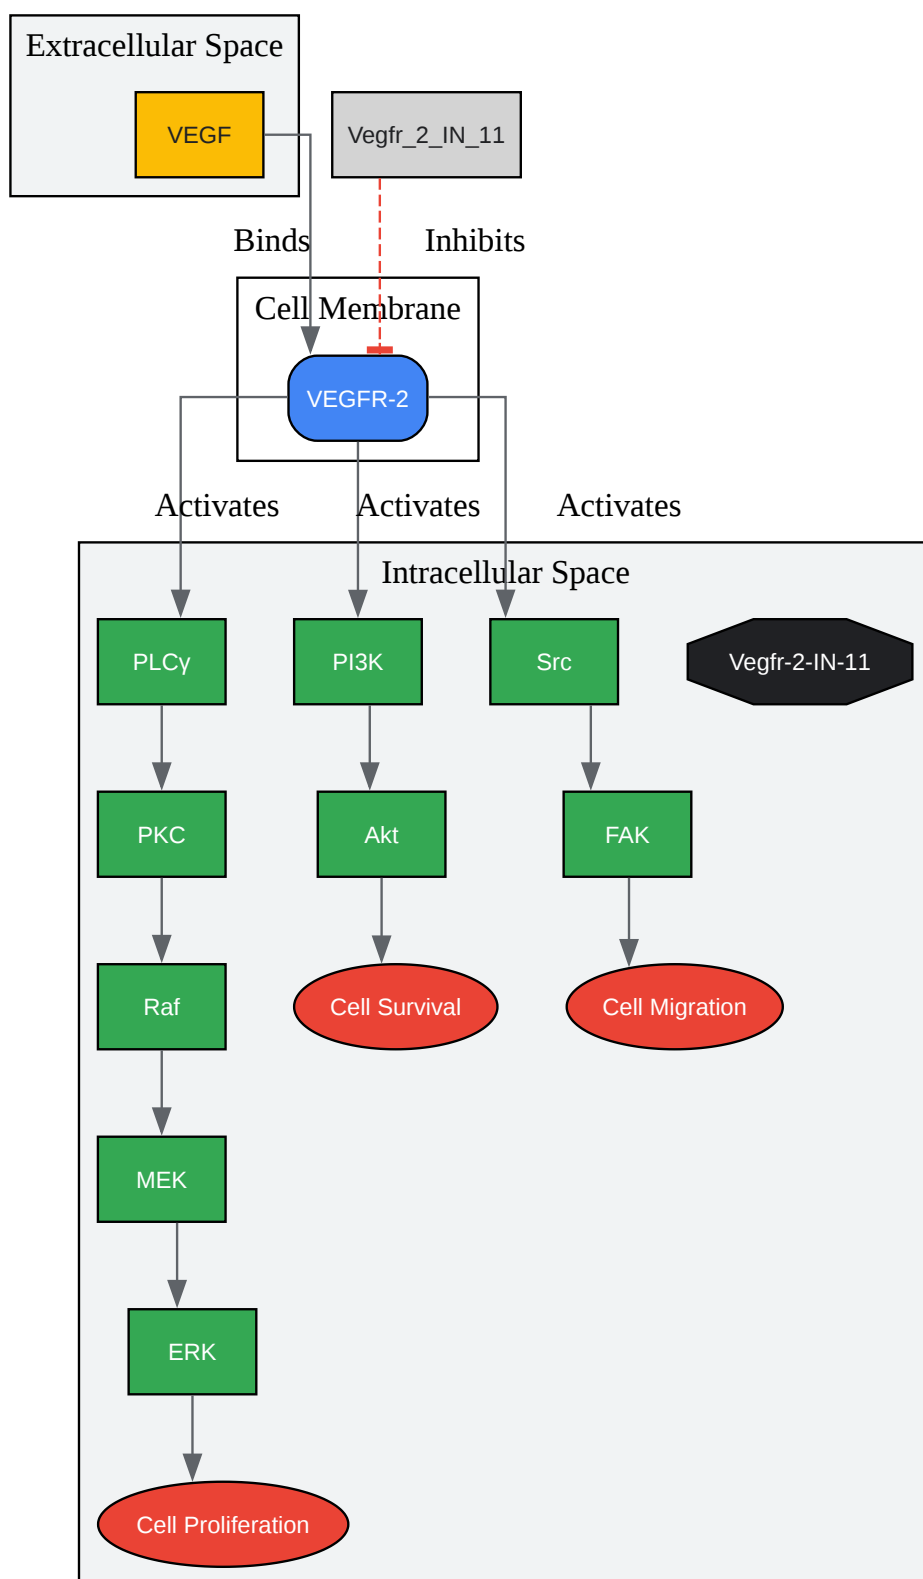 Extracellular Space
VEGF
Vegfr_2_IN_11
Binds
Inhibits
Cell Membrane
VEGFR-2
Activates
Activates
Activates
Intracellular Space
PLCγ
PI3K
Src
Vegfr-2-IN-11
PKC
Akt
FAK
Raf
Cell Survival
Cell Migration
MEK
ERK
Cell Proliferation